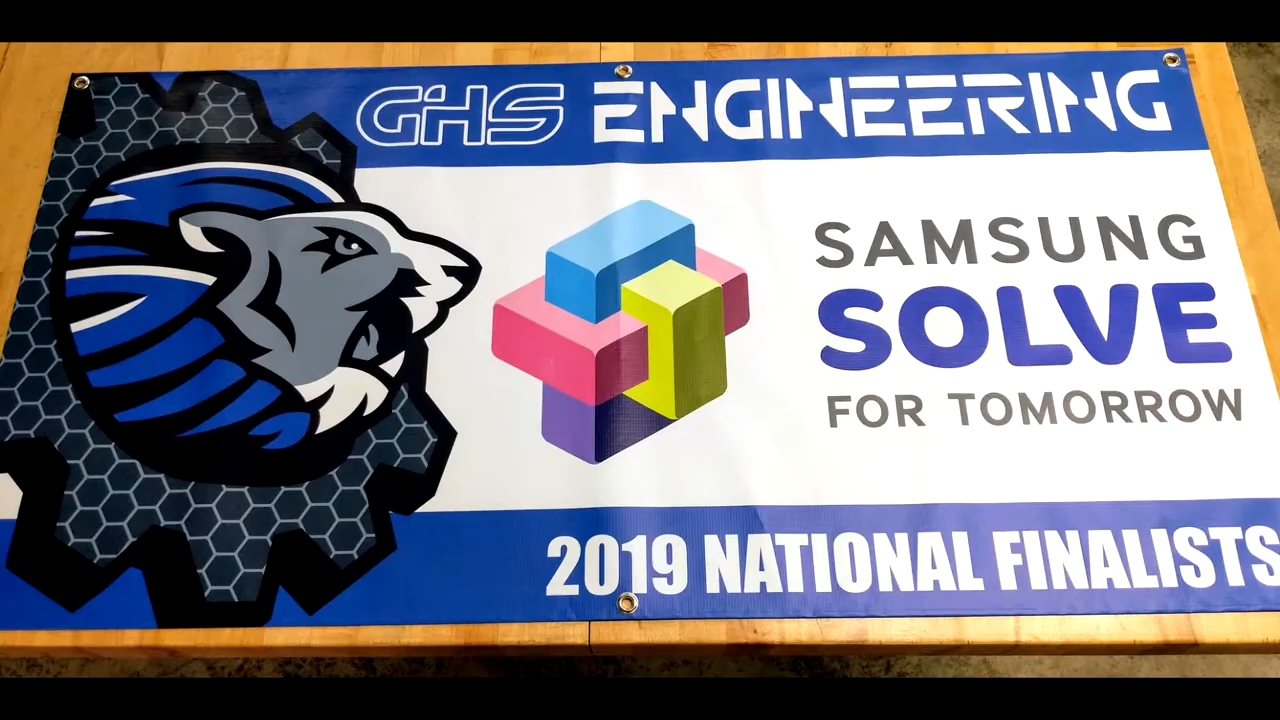 GHS ENGINEERING
SAMSUNG
SOLVE
FOR TOMORROW
2019 NATIONAL FINALISTS